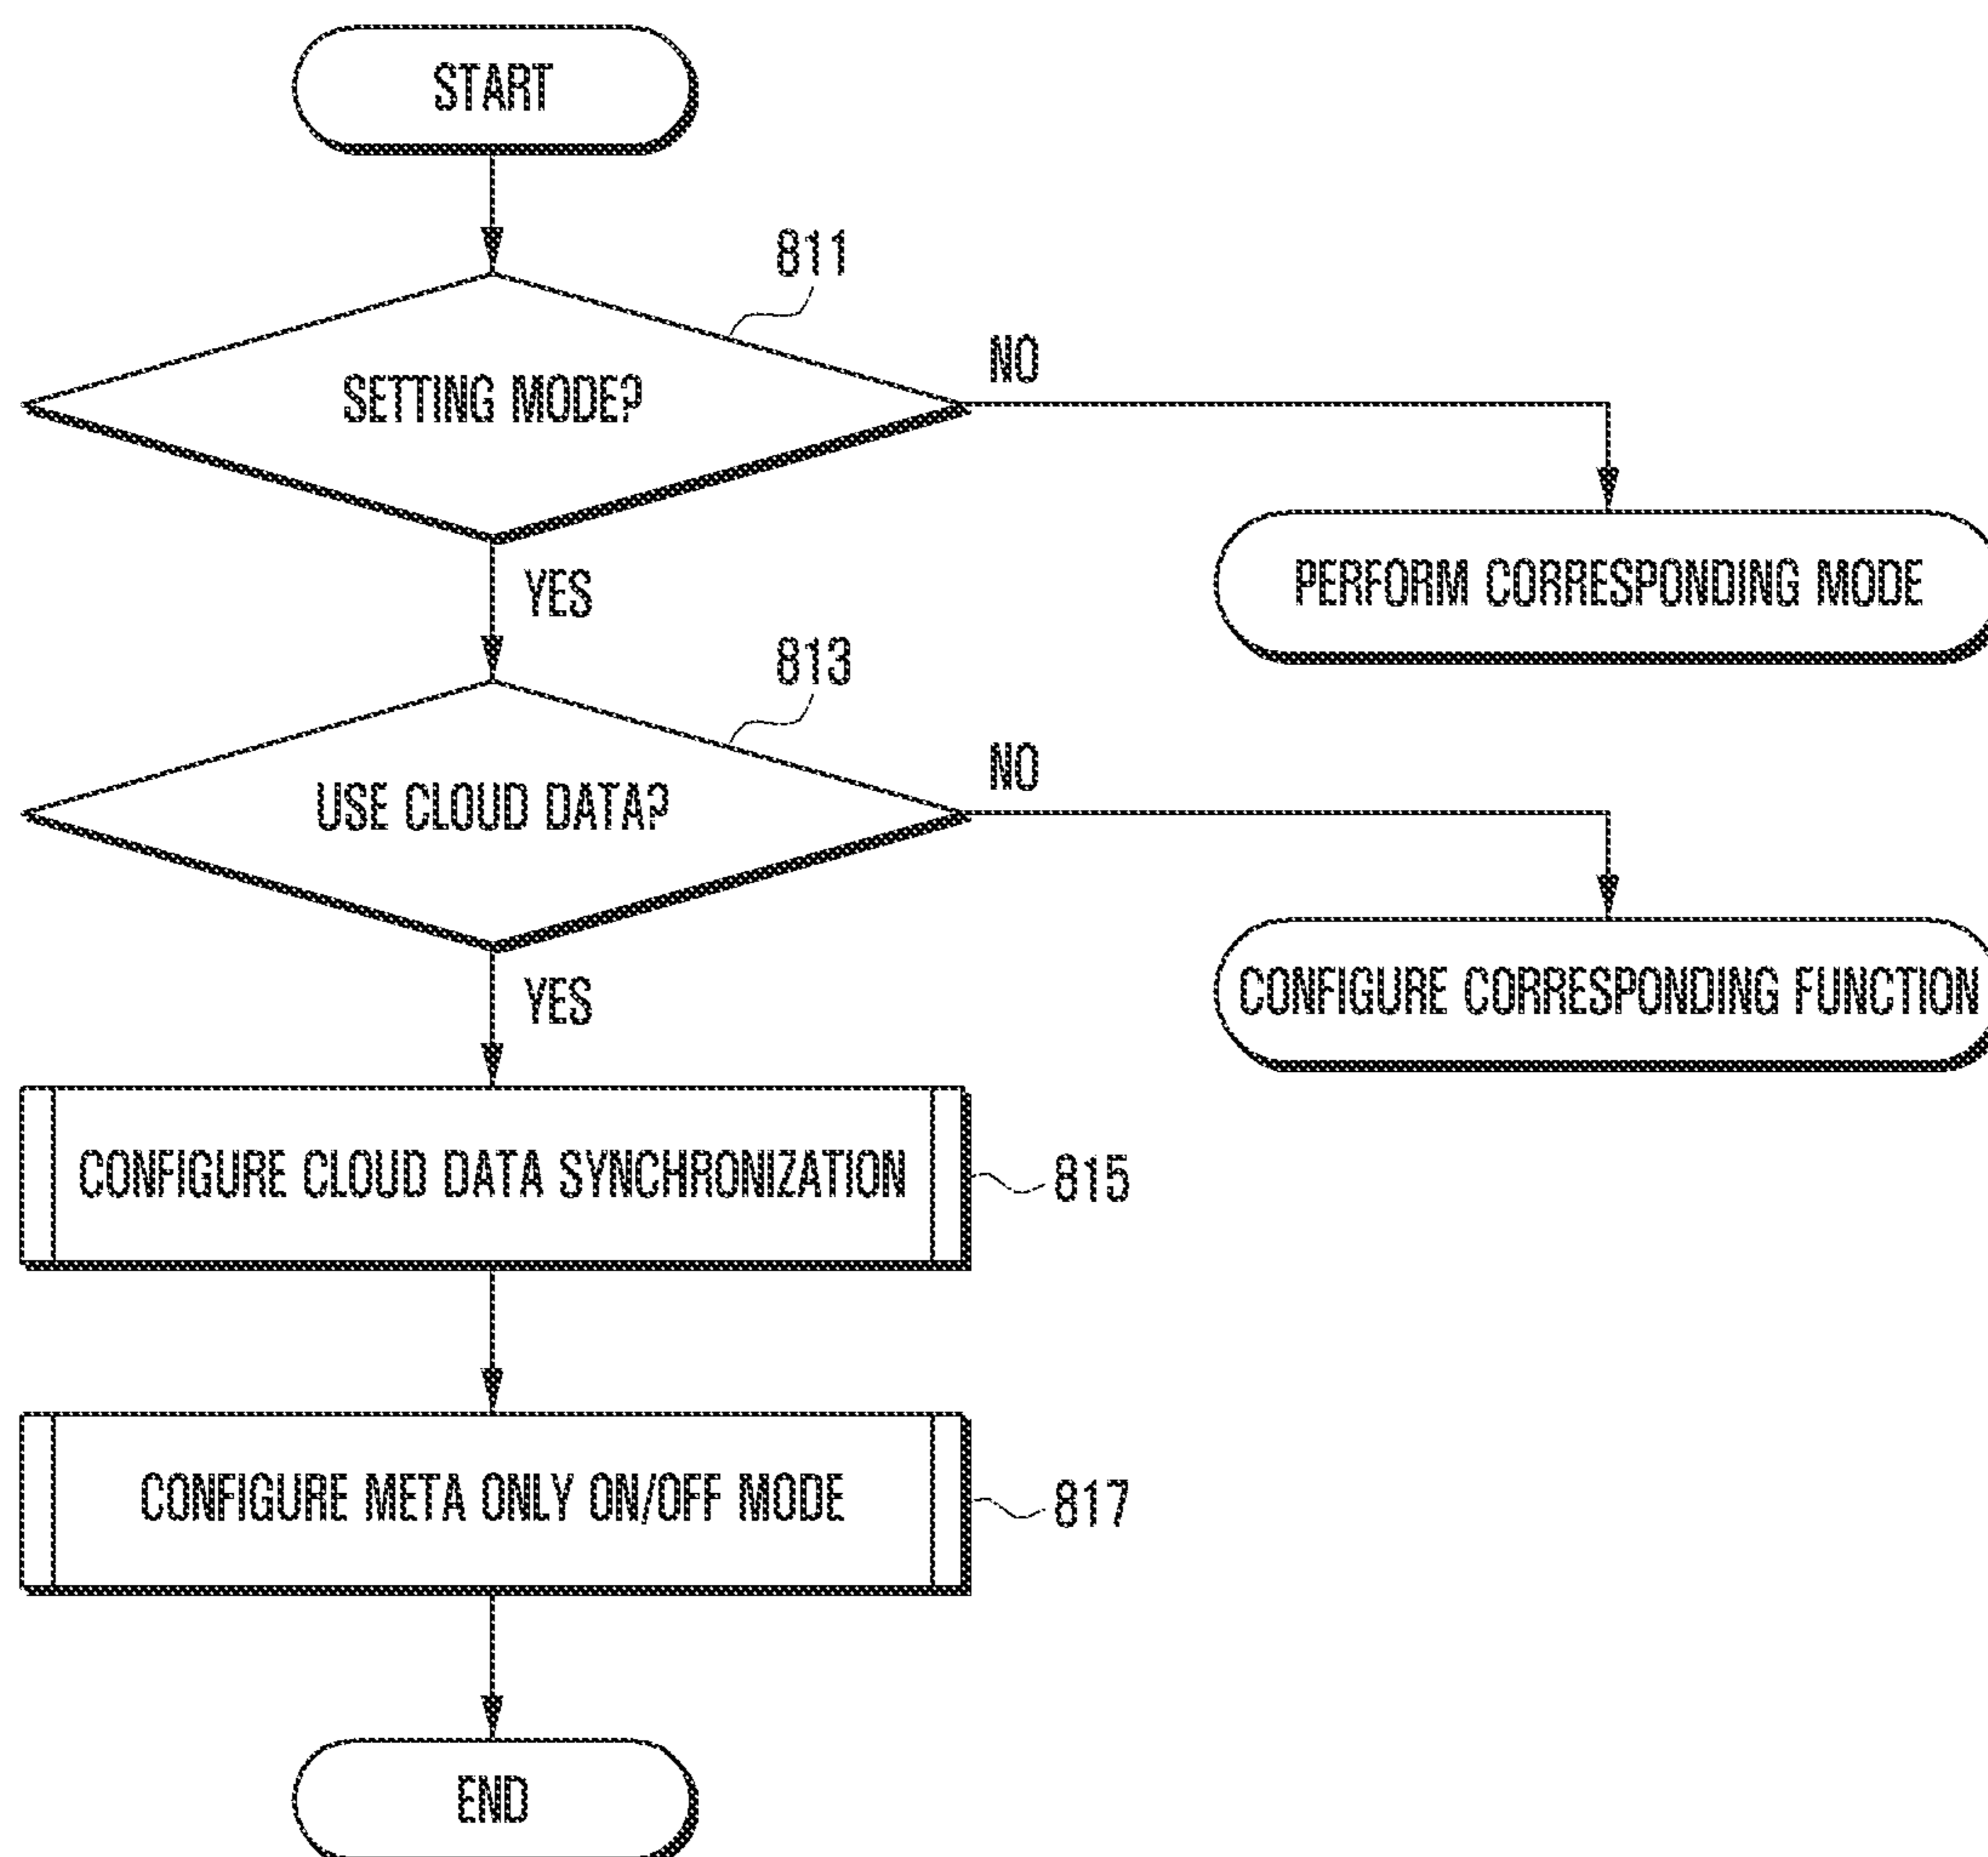 START
811
SETTING MODE?
NO
PERFORM CORRESPONDING MODE
YES
813
USE CLOUD DATA?
NO
CONFIGURE CORRESPONDING FUNCTION
YES
CONFIGURE CLOUD DATA SYNCHRONIZATION
815
CONFIGURE META ONLY ON/OFF MODE
817
END